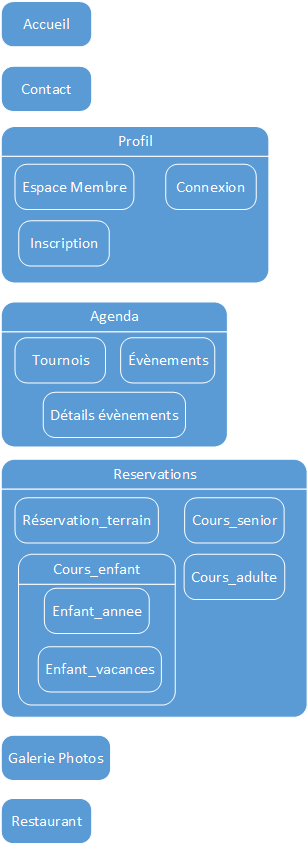 Accueil
Contact
Profil
Espace Membre
Connexion
Inscription
Agenda
Tournois
Évènements
Détails évènements
Reservations
Réservation_terrain
Cours_senior
Cours_enfant
Cours_adulte
Enfant_annee
Enfant_vacances
Galerie Photos
Restaurant